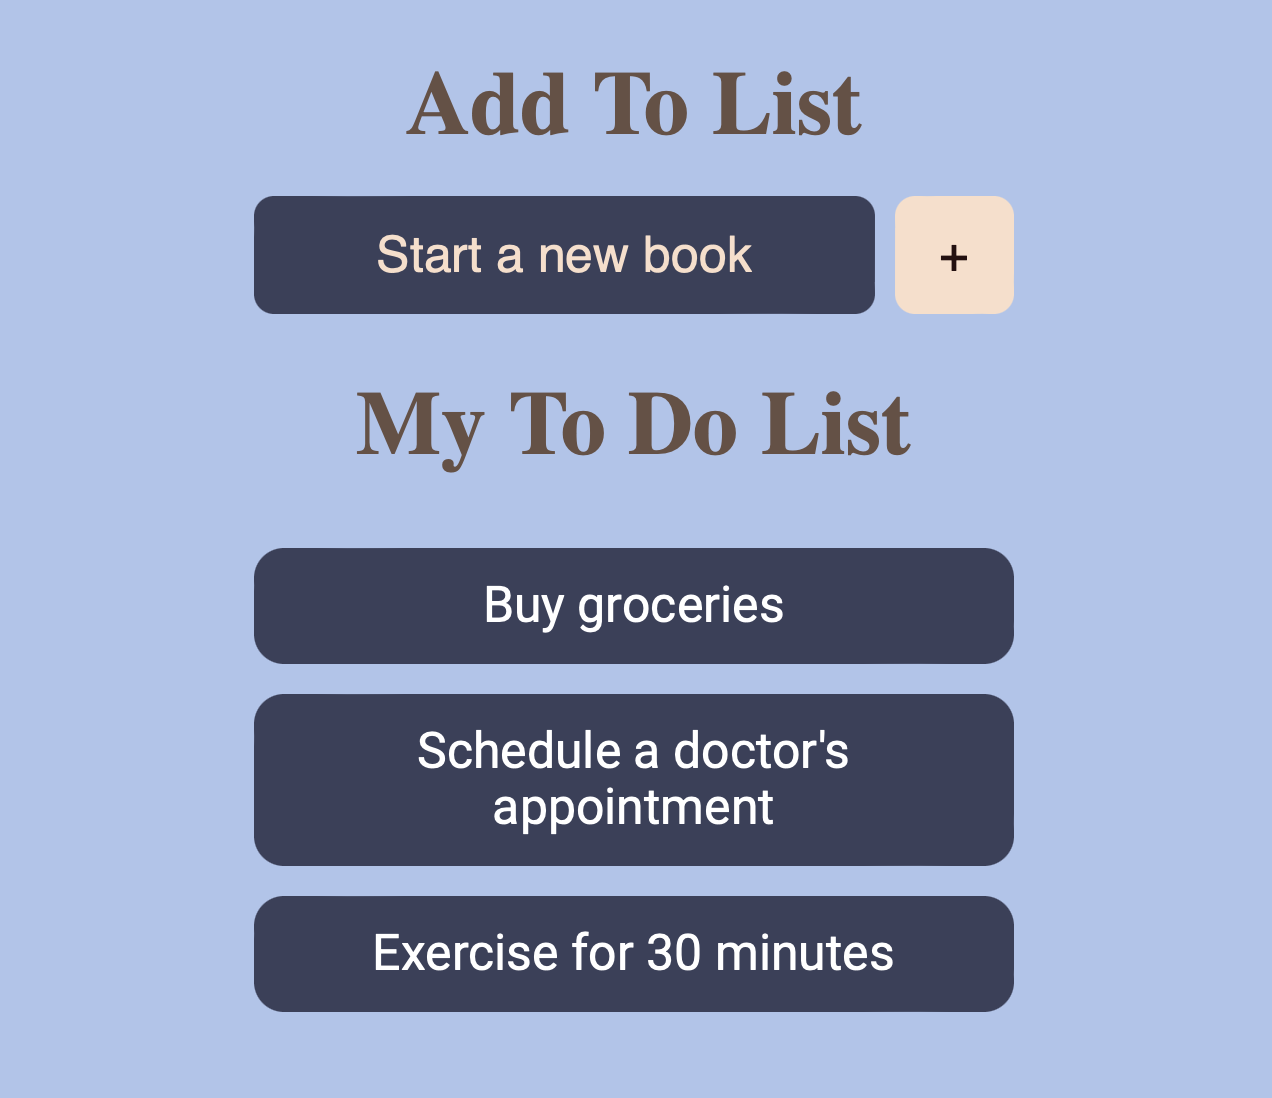 Add To List
Start a new book
+
My To Do List
Buy groceries
Schedule a doctor's
appointment
Exercise for 30 minutes